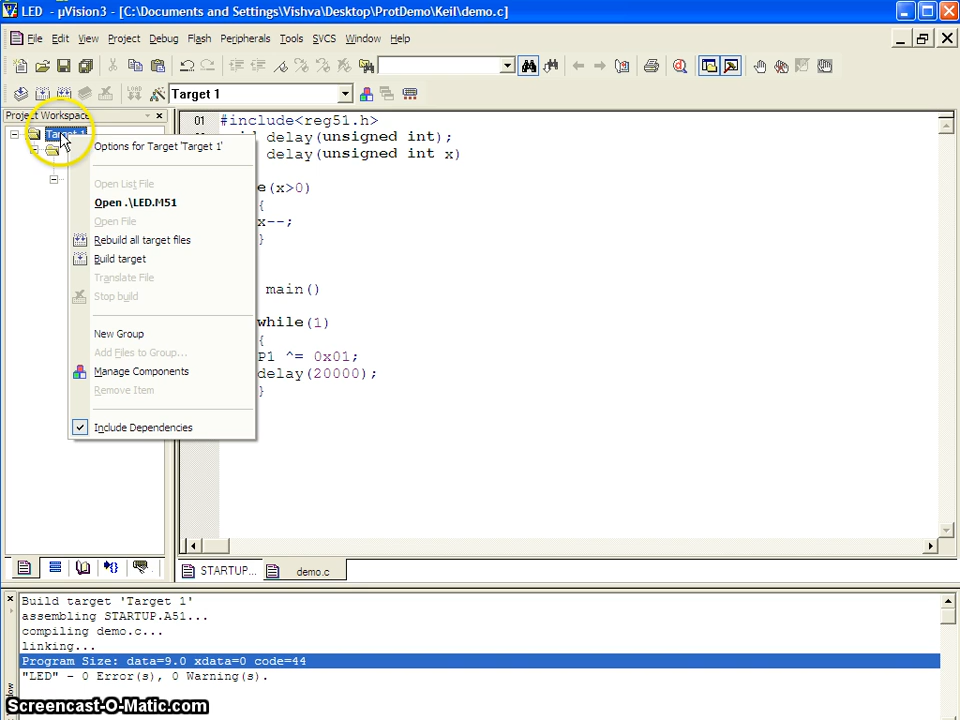 LED - µVision3 - [C:\Documents and Settings\Vishva\Desktop\ProtDemo\Keil\demo.c]
File Edit View Project Debug Flash Peripherals Tools SVCS Window Help
LOAD
Target 1
Project Workspace
Target 1
Options for Target 'Target 1'
Open List File
Open .\LED.M51
Open File
Rebuild all target files
Build target
Translate File
Stop build
New Group
Add Files to Group...
Manage Components
Remove Item
Include Dependencies
01 #include<reg51.h>
delay(unsigned int);
delay(unsigned int x)
(x>0)
{
x--;
}
main()
while(1)
{
P1 ^= 0x01;
delay(20000);
}
STARTUP... demo.c
Build target 'Target 1'
assembling STARTUP.A51...
compiling demo.c...
linking...
Program Size: data=9.0 xdata=0 code=44
"LED" - 0 Error(s), 0 Warning(s).
Screencast-O-Matic.com